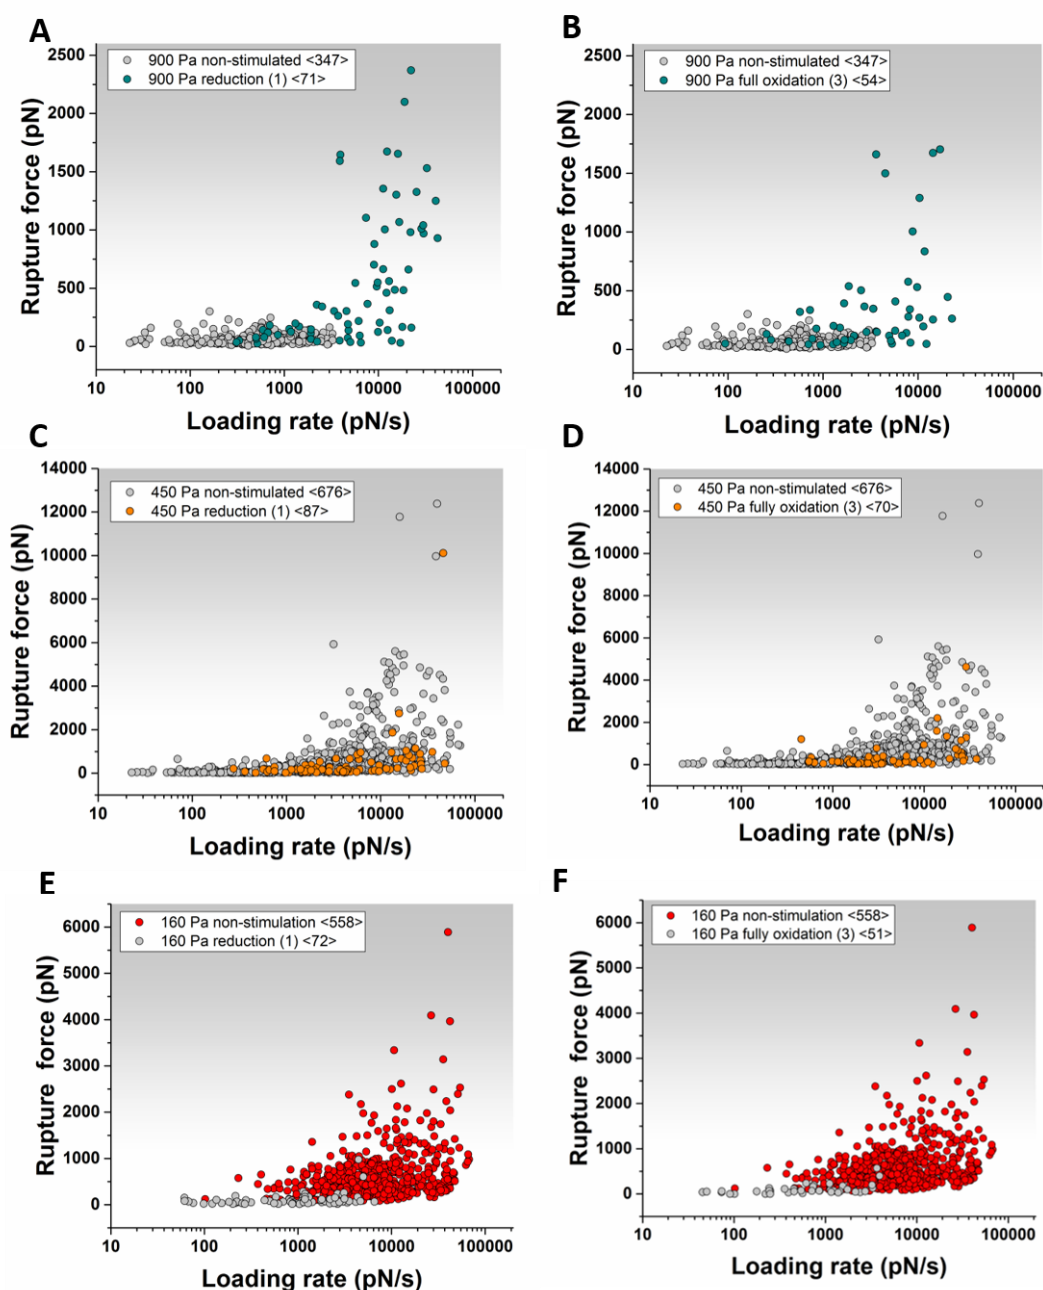 A
900 Pa non-stimulated <347>
900 Pa reduction (1) <71>
Rupture force (pN)
2500
2000
1500
1000
500
0
10 100 1000 10000 100000
Loading rate (pN/s)
B
900 Pa non-stimulated <347>
900 Pa full oxidation (3) <54>
Rupture force (pN)
2500
2000
1500
1000
500
0
10 100 1000 10000 100000
Loading rate (pN/s)
C
450 Pa non-stimulated <676>
450 Pa reduction (1) <87>
Rupture force (pN)
14000
12000
10000
8000
6000
4000
2000
0
10 100 1000 10000 100000
Loading rate (pN/s)
D
450 Pa non-stimulated <676>
450 Pa fully oxidation (3) <70>
Rupture force (pN)
14000
12000
10000
8000
6000
4000
2000
0
10 100 1000 10000 100000
Loading rate (pN/s)
E
160 Pa non-stimulation <558>
160 Pa reduction (1) <72>
Rupture force (pN)
6000
5000
4000
3000
2000
1000
0
10 100 1000 10000 100000
Loading rate (pN/s)
F
160 Pa non-stimulation <558>
160 Pa fully oxidation (3) <51>
Rupture force (pN)
6000
5000
4000
3000
2000
1000
0
10 100 1000 10000 100000
Loading rate (pN/s)